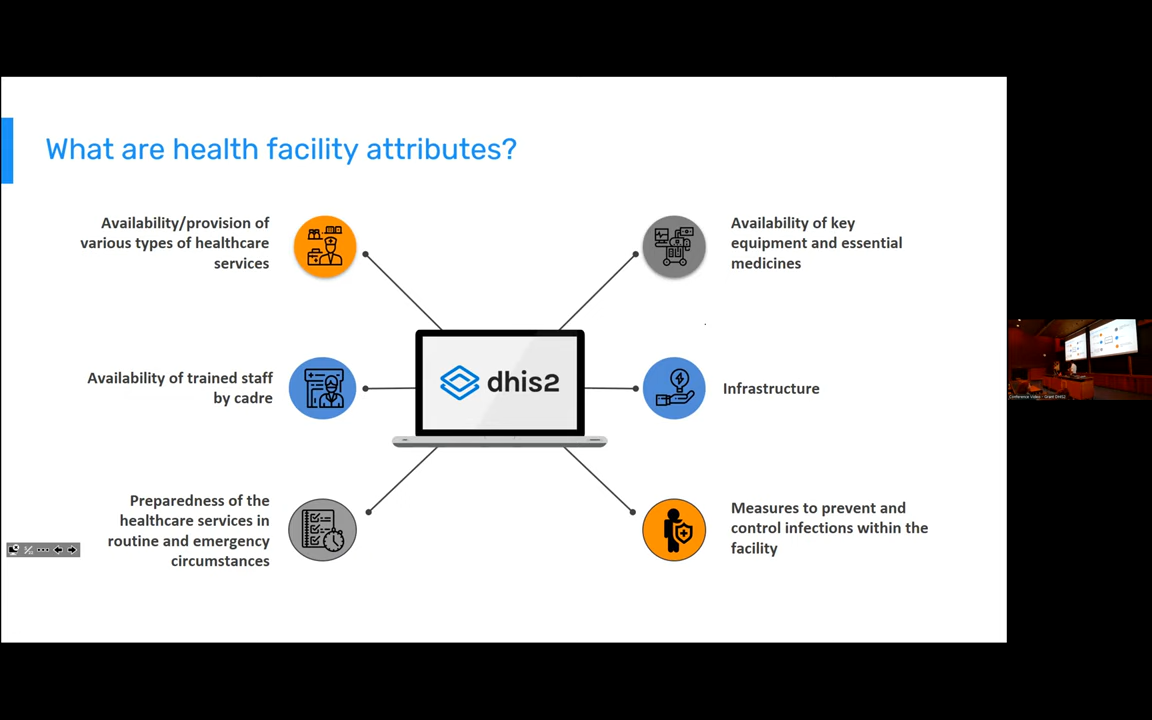 What are health facility attributes?
Availability/provision of
various types of healthcare
services
Availability of key
equipment and essential
medicines
dhis2
Availability of trained staff
by cadre
Infrastructure
Preparedness of the
healthcare services in
routine and emergency
circumstances
Measures to prevent and
control infections within the
facility